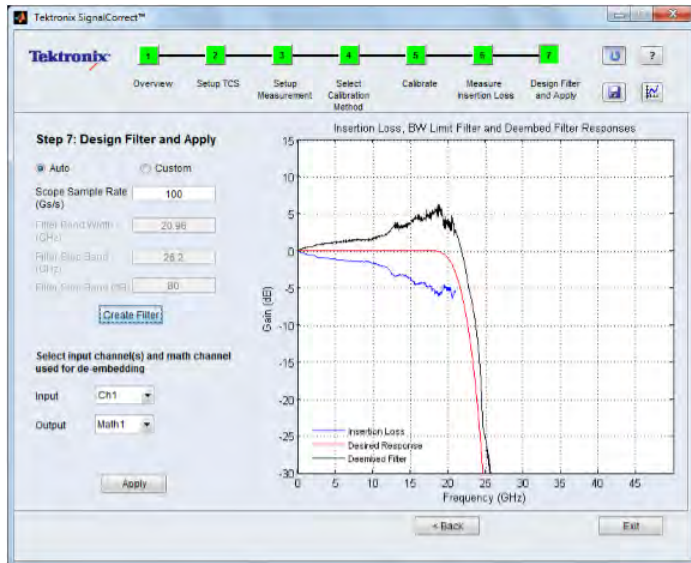 Tektronix SignalCorrect™
Tektronix
1 2 3 4 5 6 7
Overview
Setup TCS
Setup Measurement
Select Calibration Method
Calibrate
Measure Insertion Loss
Design Filter and Apply
?
Step 7: Design Filter and Apply
Auto
Custom
Scope Sample Rate (Gs/s)
100
Filter Band Width (GHz)
20.96
Filter Stop Band (GHz)
26.2
Filter Stop Band (dB)
80
Create Filter
Select input channel(s) and math channel
used for de-embedding
Input
Ch1
Output
Math1
Apply
Insertion Loss, BW Limit Filter and Deembed Filter Responses
Gain (dB)
15
10
5
0
-5
-10
-15
-20
-25
-30
Insertion Loss
Desired Response
Deembed Filter
0 5 10 15 20 25 30 35 40 45
Frequency (GHz)
< Back
Exit